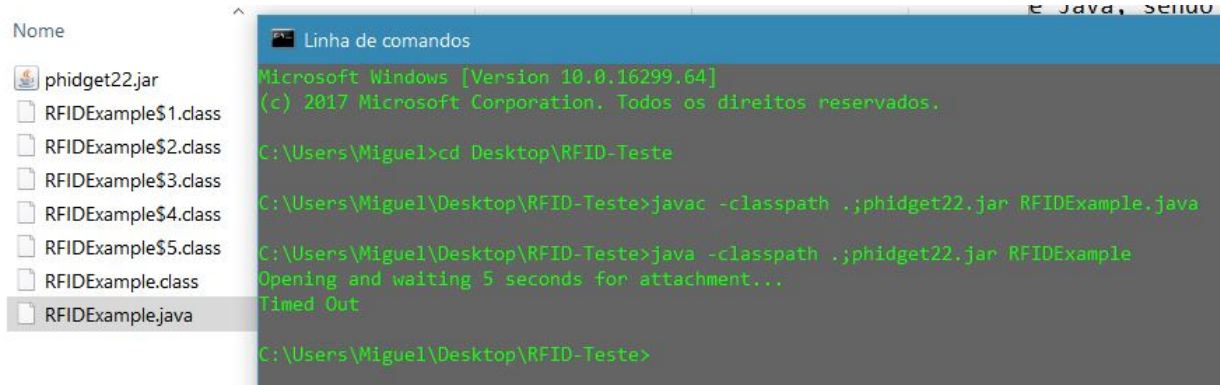 e Java, sendo
Nome
phidget22.jar
RFIDExample$1.class
RFIDExample$2.class
RFIDExample$3.class
RFIDExample$4.class
RFIDExample$5.class
RFIDExample.class
RFIDExample.java
Linha de comandos
Microsoft Windows [Version 10.0.16299.64]
(c) 2017 Microsoft Corporation. Todos os direitos reservados.
C:\Users\Miguel>cd Desktop\RFID-Teste
C:\Users\Miguel\Desktop\RFID-Teste>javac -classpath .;phidget22.jar RFIDExample.java
C:\Users\Miguel\Desktop\RFID-Teste>java -classpath .;phidget22.jar RFIDExample
Opening and waiting 5 seconds for attachment...
Timed Out
C:\Users\Miguel\Desktop\RFID-Teste>